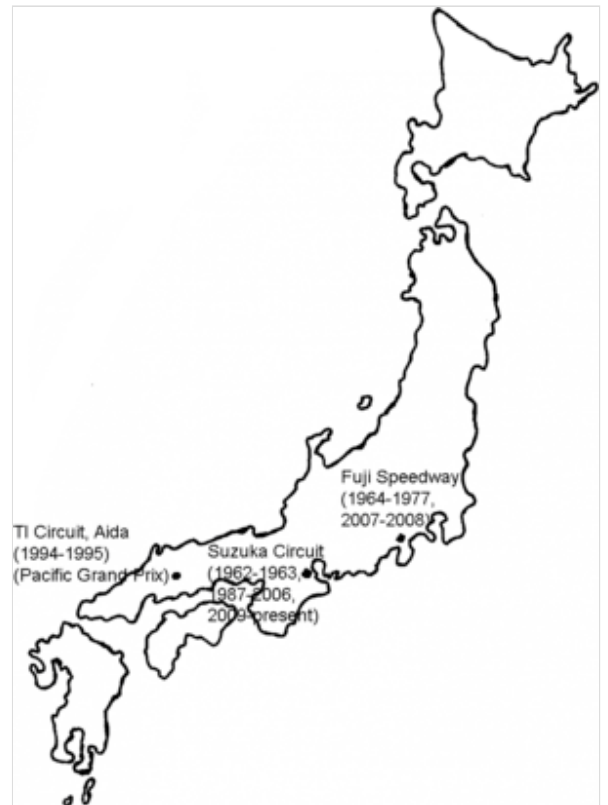 Fuji Speedway
(1964-1977,
2007-2008)
TI Circuit, Aida
(1994-1995)
(Pacific Grand Prix)
Suzuka Circuit
(1962-1963,
1987-2006,
2009-present)